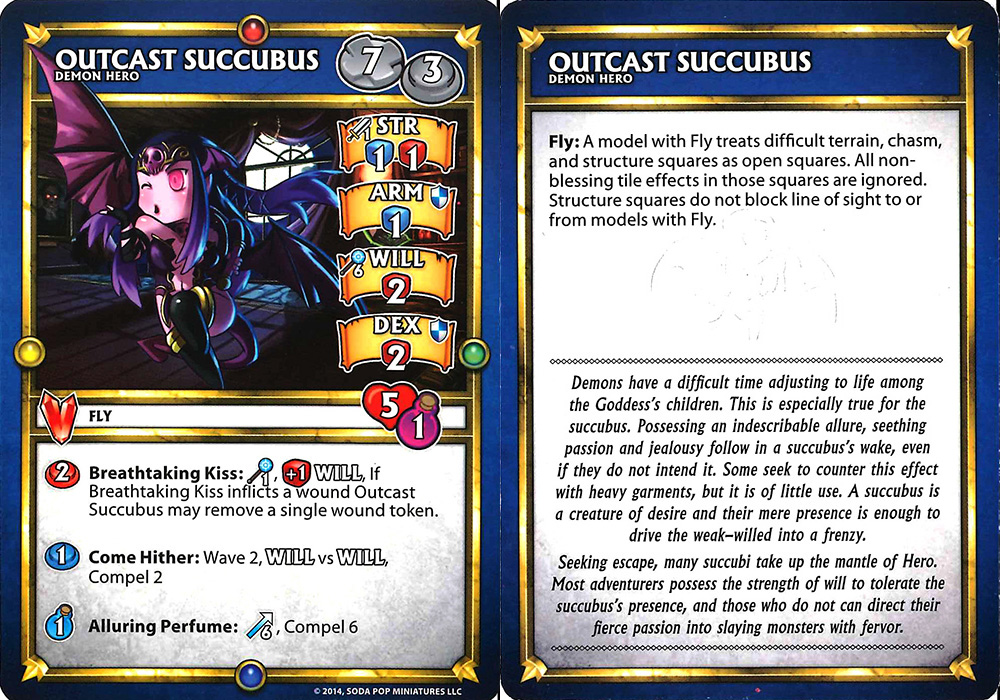 OUTCAST SUCCUBUS
DEMON HERO
7
3
STR
1 1
ARM
1
6 WILL
2
DEX
2
FLY
5
1
2 Breathtaking Kiss: 1, +1 WILL, If
Breathtaking Kiss inflicts a wound Outcast
Succubus may remove a single wound token.
1 Come Hither: Wave 2, WILL vs WILL,
Compel 2
1 Alluring Perfume: 6, Compel 6
© 2014, SODA POP MINIATURES LLC
OUTCAST SUCCUBUS
DEMON HERO
Fly: A model with Fly treats difficult terrain, chasm,
and structure squares as open squares. All non-
blessing tile effects in those squares are ignored.
Structure squares do not block line of sight to or
from models with Fly.
Demons have a difficult time adjusting to life among
the Goddess's children. This is especially true for the
succubus. Possessing an indescribable allure, seething
passion and jealousy follow in a succubus's wake, even
if they do not intend it. Some seek to counter this effect
with heavy garments, but it is of little use. A succubus is
a creature of desire and their mere presence is enough to
drive the weak-willed into a frenzy.
Seeking escape, many succubi take up the mantle of Hero.
Most adventurers possess the strength of will to tolerate the
succubus's presence, and those who do not can direct their
fierce passion into slaying monsters with fervor.